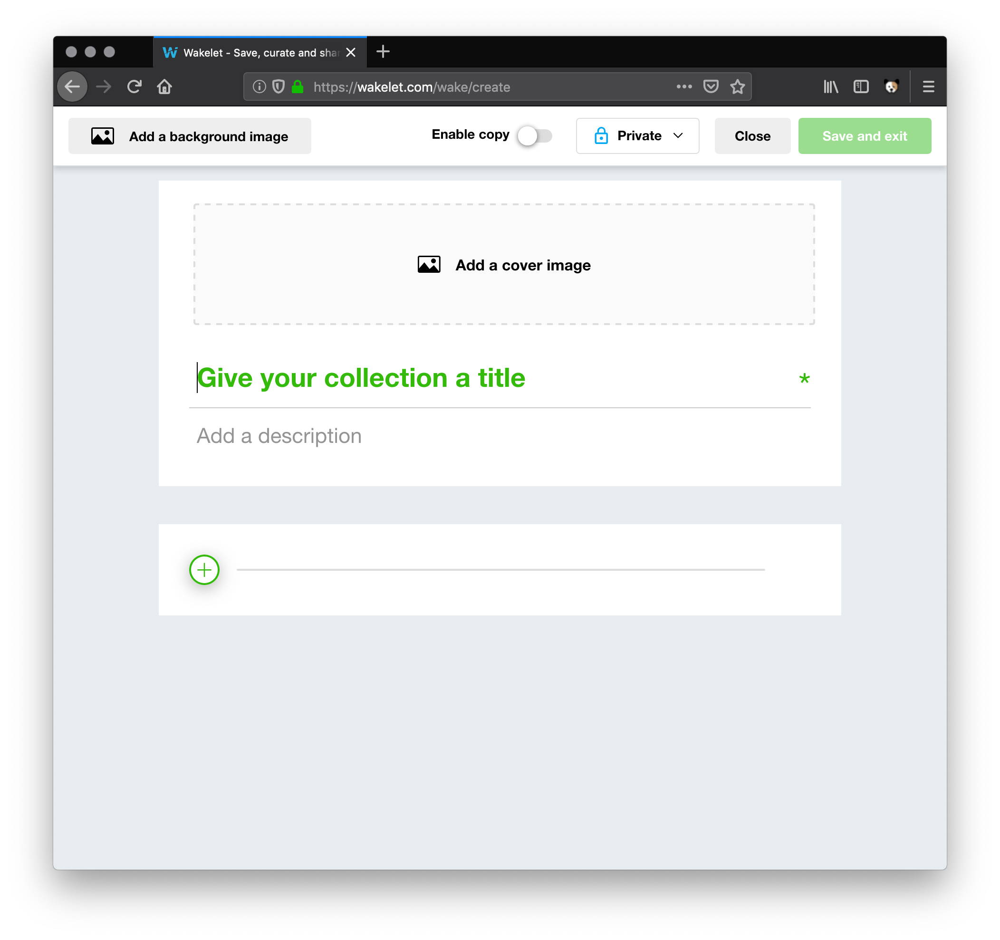 Wakelet - Save, curate and shar
https://wakelet.com/wake/create
Add a background image
Enable copy
Private
Close
Save and exit
Add a cover image
Give your collection a title *
Add a description